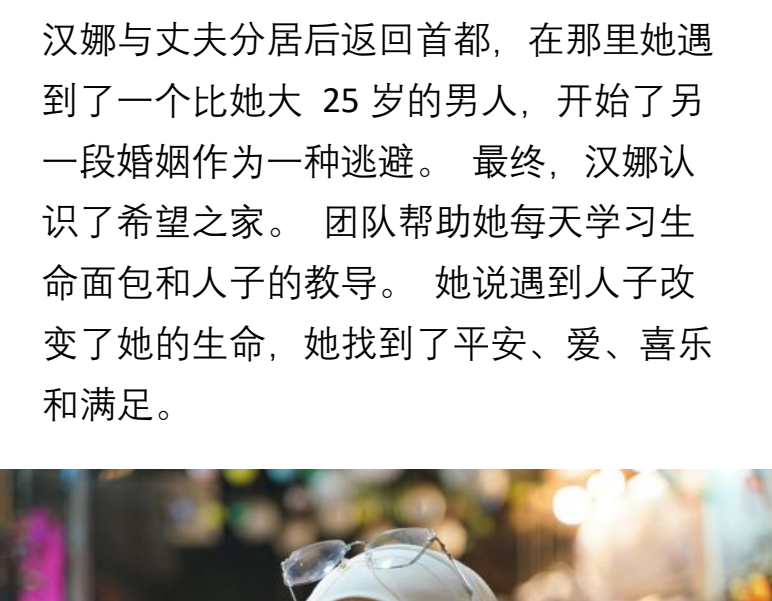 汉娜与丈夫分居后返回首都，在那里她遇
到了一个比她大 25 岁的男人，开始了另
一段婚姻作为一种逃避。 最终，汉娜认
识了希望之家。 团队帮助她每天学习生
命面包和人子的教导。 她说遇到人子改
变了她的生命，她找到了平安、爱、喜乐
和满足。